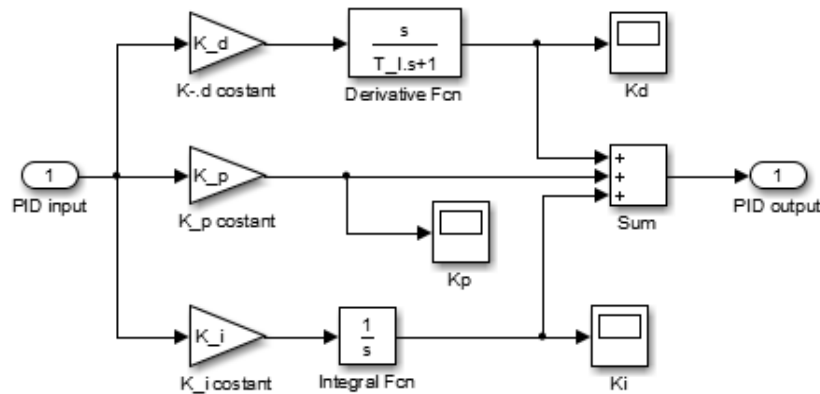 K_d
K-.d costant
s
T_I.s+1
Derivative Fcn
Kd
1
PID input
K_p
K_p costant
Kp
+
+
+
Sum
1
PID output
K_i
K_i costant
1
s
Integral Fcn
Ki